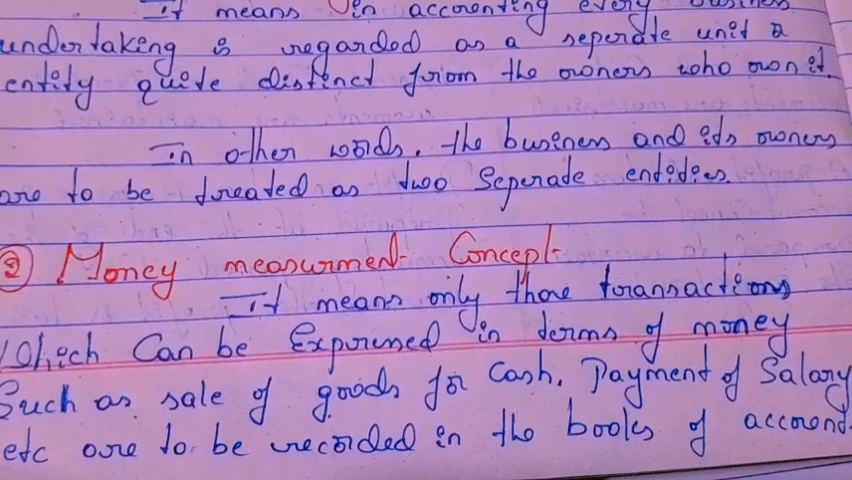 It means in accounting every business
undertaking is regarded as a seperate unit a
entity quite distinct from the owners who own it.
In other words. the business and its owners
are to be treated as two Seperate entities.
② Money measurment Concept-
It means only those transactions
Which Can be Expressed in terms of money
Such as sale of goods for Cash. Payment of Salary
etc are to be recorded in the books of account.